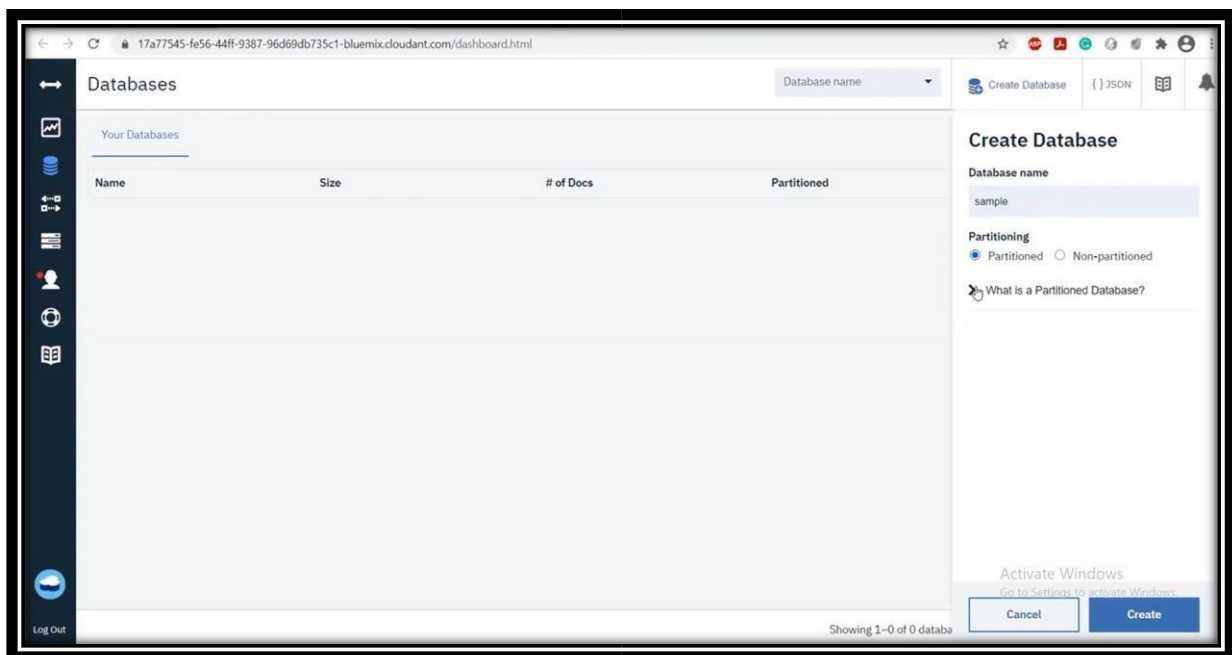 17a77545-fe56-44ff-9387-96d69db735c1-bluemix.cloudant.com/dashboard.html
ABP
Databases
Database name
Create Database
{ } JSON
Your Databases
Name Size # of Docs Partitioned
Create Database
Database name
sample
Partitioning
Partitioned Non-partitioned
What is a Partitioned Database?
Activate Windows
Go to Settings to activate Windows.
Cancel Create
Log Out
Showing 1–0 of 0 databa